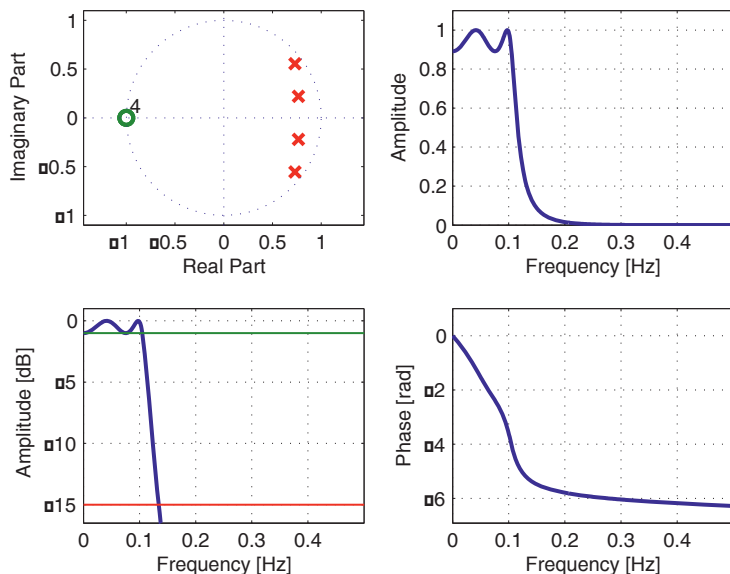 1
0.5
0
▯0.5
▯1
Imaginary Part
4
▯1 ▯0.5 0 0.5 1
Real Part
1
0.8
0.6
0.4
0.2
0
Amplitude
0 0.1 0.2 0.3 0.4
Frequency [Hz]
0
▯5
▯10
▯15
Amplitude [dB]
0 0.1 0.2 0.3 0.4
Frequency [Hz]
0
▯2
▯4
▯6
Phase [rad]
0 0.1 0.2 0.3 0.4
Frequency [Hz]